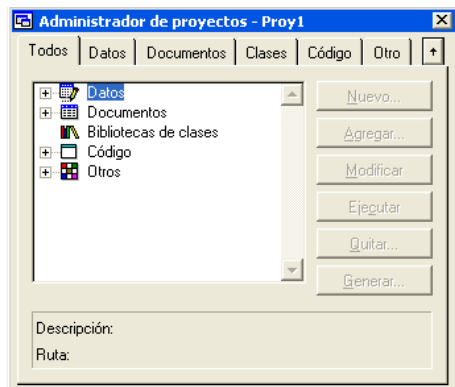 Administrador de proyectos - Proy1
Todos Datos Documentos Clases Código Otro
Datos
Documentos
Bibliotecas de clases
Código
Otros
Nuevo...
Agregar...
Modificar
Ejecutar
Quitar...
Generar...
Descripción:
Ruta: